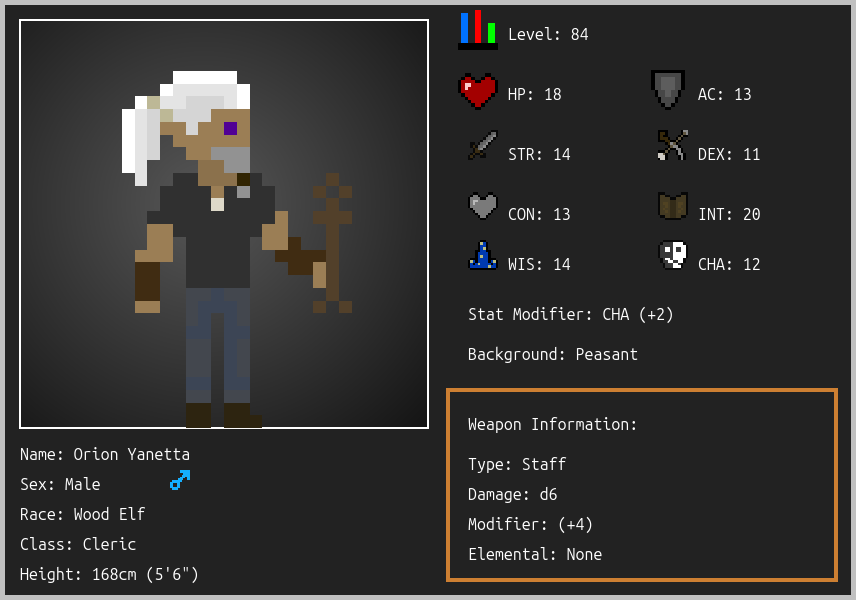 Level: 84
HP: 18
AC: 13
STR: 14
DEX: 11
CON: 13
INT: 20
WIS: 14
CHA: 12
Stat Modifier: CHA (+2)
Background: Peasant
Weapon Information:
Type: Staff
Damage: d6
Modifier: (+4)
Elemental: None
Name: Orion Yanetta
Sex: Male
Race: Wood Elf
Class: Cleric
Height: 168cm (5'6")